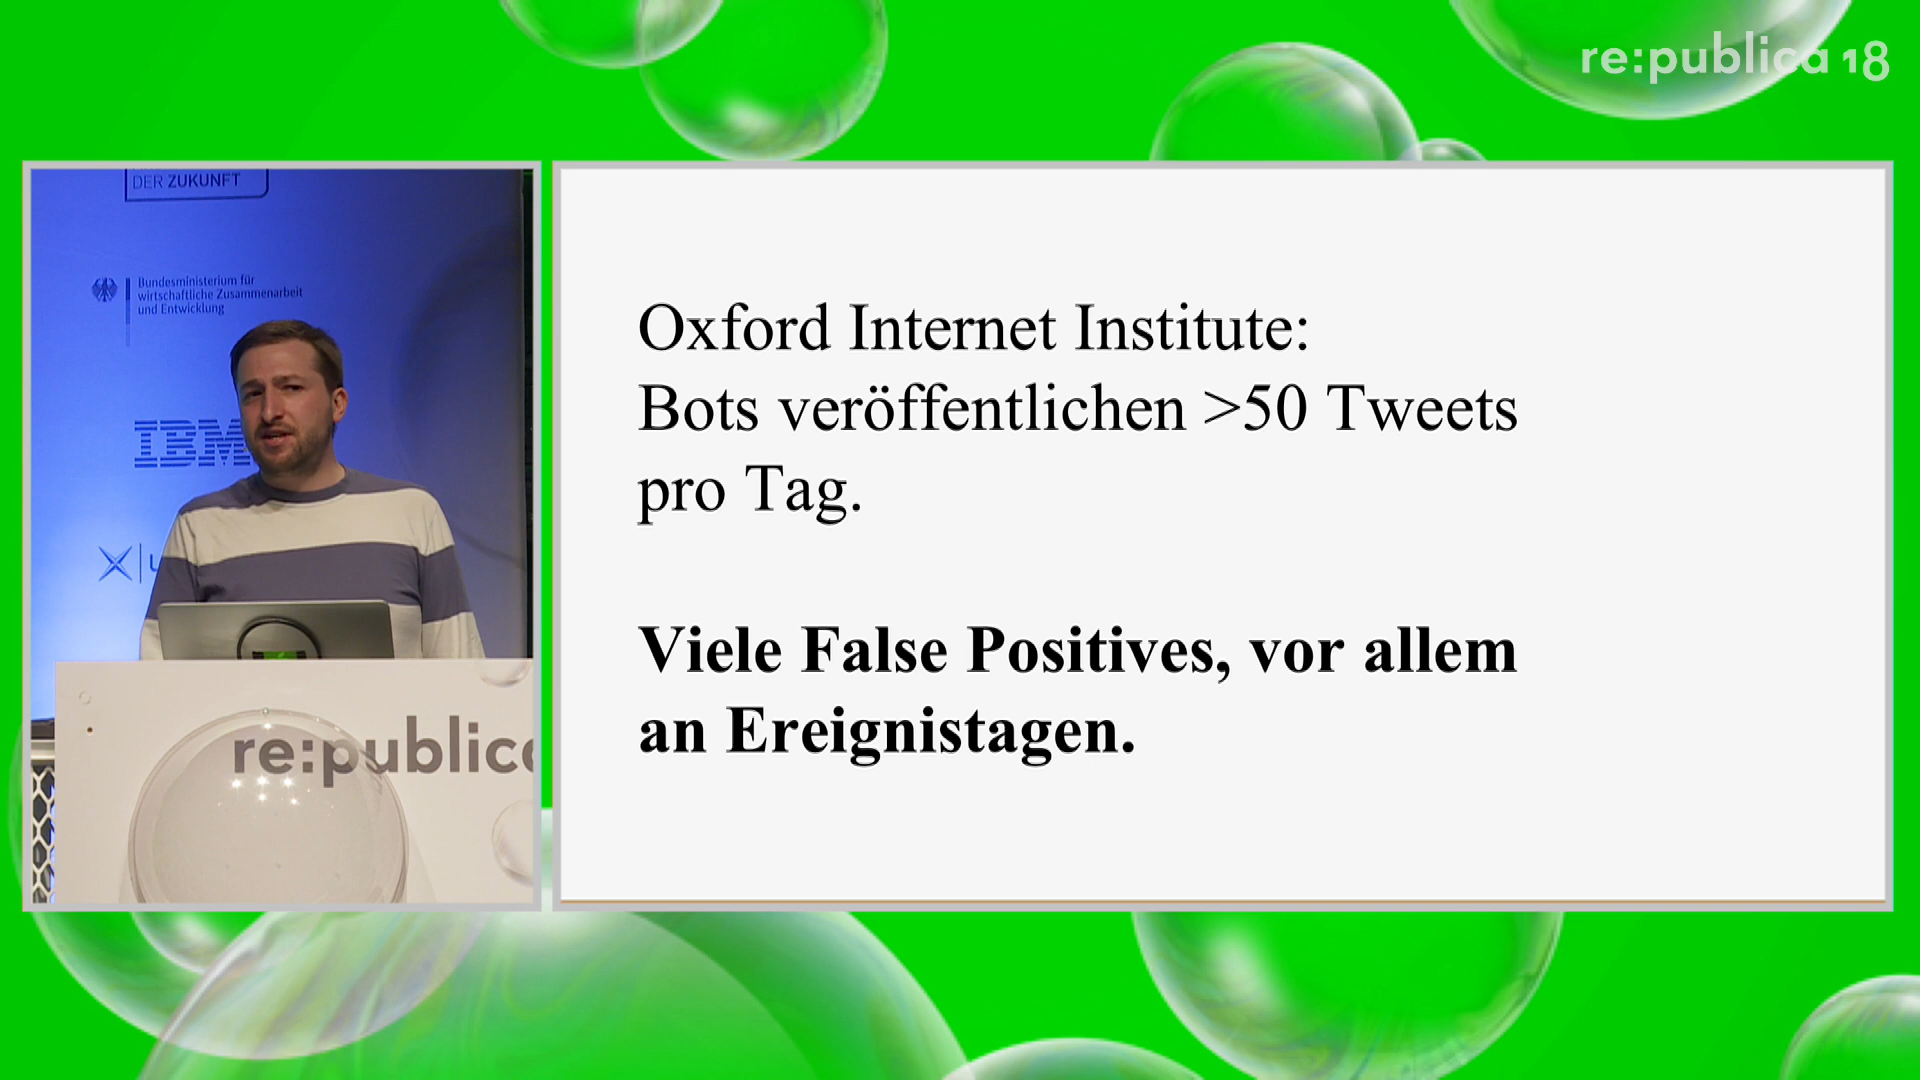 re:publica 18
DER ZUKUNFT
Bundesministerium für
wirtschaftliche Zusammenarbeit
und Entwicklung
IBM
re:publica
Oxford Internet Institute:
Bots veröffentlichen >50 Tweets
pro Tag.
Viele False Positives, vor allem
an Ereignistagen.